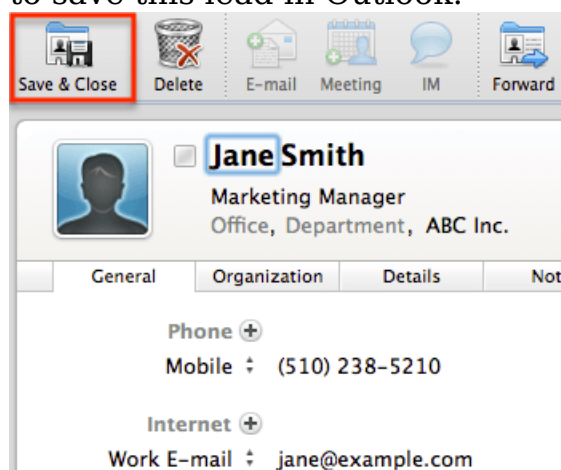 to save this lead in Outlook.
Save & Close Delete E-mail Meeting IM Forward
Jane Smith
Marketing Manager
Office, Department, ABC Inc.
General Organization Details Not
Phone
Mobile (510) 238-5210
Internet
Work E-mail jane@example.com